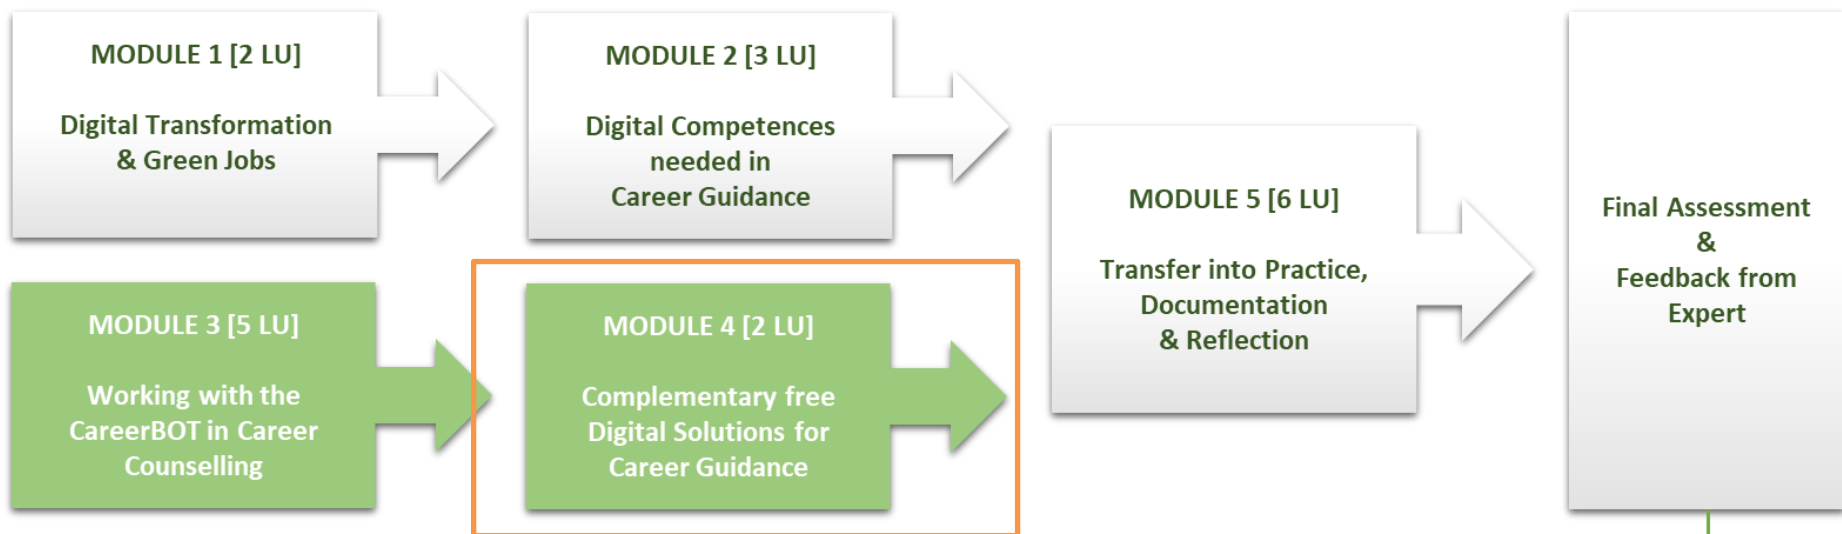 MODULE 1 [2 LU]
Digital Transformation
& Green Jobs
MODULE 2 [3 LU]
Digital Competences
needed in
Career Guidance
MODULE 3 [5 LU]
Working with the
CareerBOT in Career
Counselling
MODULE 4 [2 LU]
Complementary free
Digital Solutions for
Career Guidance
MODULE 5 [6 LU]
Transfer into Practice,
Documentation
& Reflection
Final Assessment
&
Feedback from
Expert